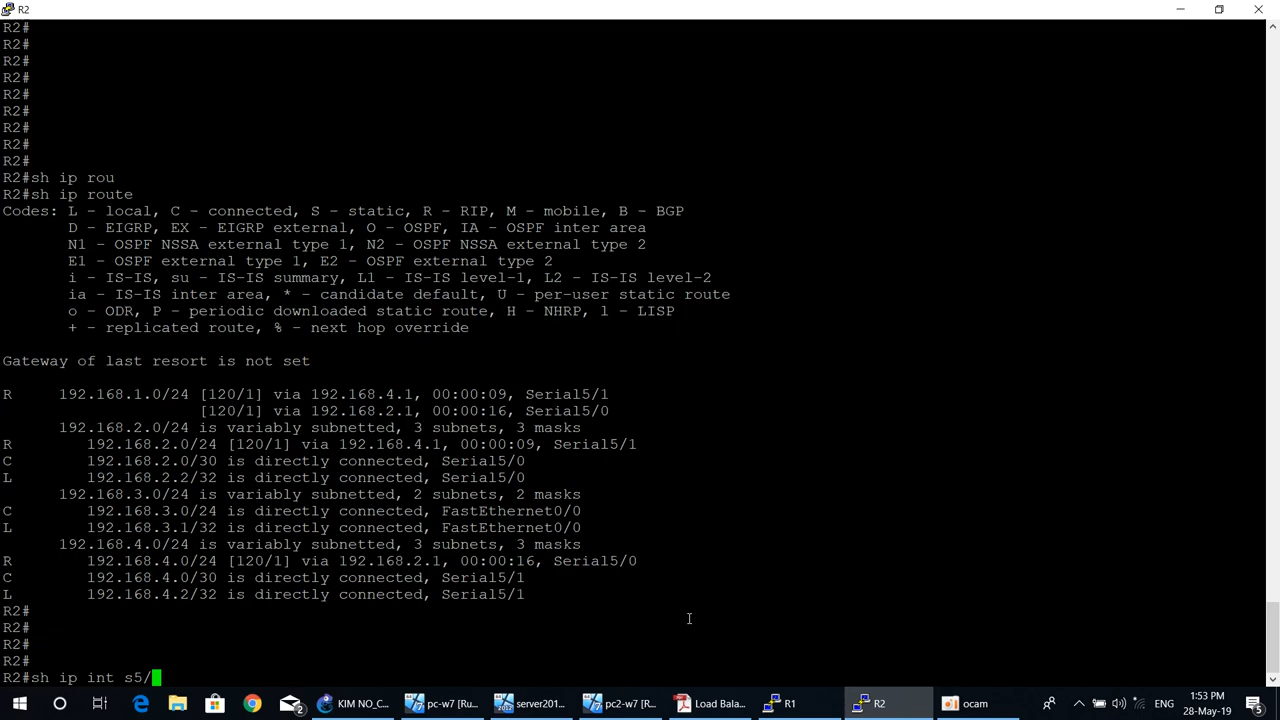 R2
R2#
R2#
R2#
R2#
R2#
R2#
R2#
R2#
R2#
R2#sh ip rou
R2#sh ip route
Codes: L - local, C - connected, S - static, R - RIP, M - mobile, B - BGP
D - EIGRP, EX - EIGRP external, O - OSPF, IA - OSPF inter area
N1 - OSPF NSSA external type 1, N2 - OSPF NSSA external type 2
E1 - OSPF external type 1, E2 - OSPF external type 2
i - IS-IS, su - IS-IS summary, L1 - IS-IS level-1, L2 - IS-IS level-2
ia - IS-IS inter area, * - candidate default, U - per-user static route
o - ODR, P - periodic downloaded static route, H - NHRP, l - LISP
+ - replicated route, % - next hop override
Gateway of last resort is not set
R 192.168.1.0/24 [120/1] via 192.168.4.1, 00:00:09, Serial5/1
[120/1] via 192.168.2.1, 00:00:16, Serial5/0
192.168.2.0/24 is variably subnetted, 3 subnets, 3 masks
R 192.168.2.0/24 [120/1] via 192.168.4.1, 00:00:09, Serial5/1
C 192.168.2.0/30 is directly connected, Serial5/0
L 192.168.2.2/32 is directly connected, Serial5/0
192.168.3.0/24 is variably subnetted, 2 subnets, 2 masks
C 192.168.3.0/24 is directly connected, FastEthernet0/0
L 192.168.3.1/32 is directly connected, FastEthernet0/0
192.168.4.0/24 is variably subnetted, 3 subnets, 3 masks
R 192.168.4.0/24 [120/1] via 192.168.2.1, 00:00:16, Serial5/0
C 192.168.4.0/30 is directly connected, Serial5/1
L 192.168.4.2/32 is directly connected, Serial5/1
R2#
R2#
R2#
R2#
R2#sh ip int s5/
2 KIM NO_C... pc-w7 [Ru... server201... pc2-w7 [R... Load Bala... R1 R2 ocam ENG 1:53 PM
28-May-19 5